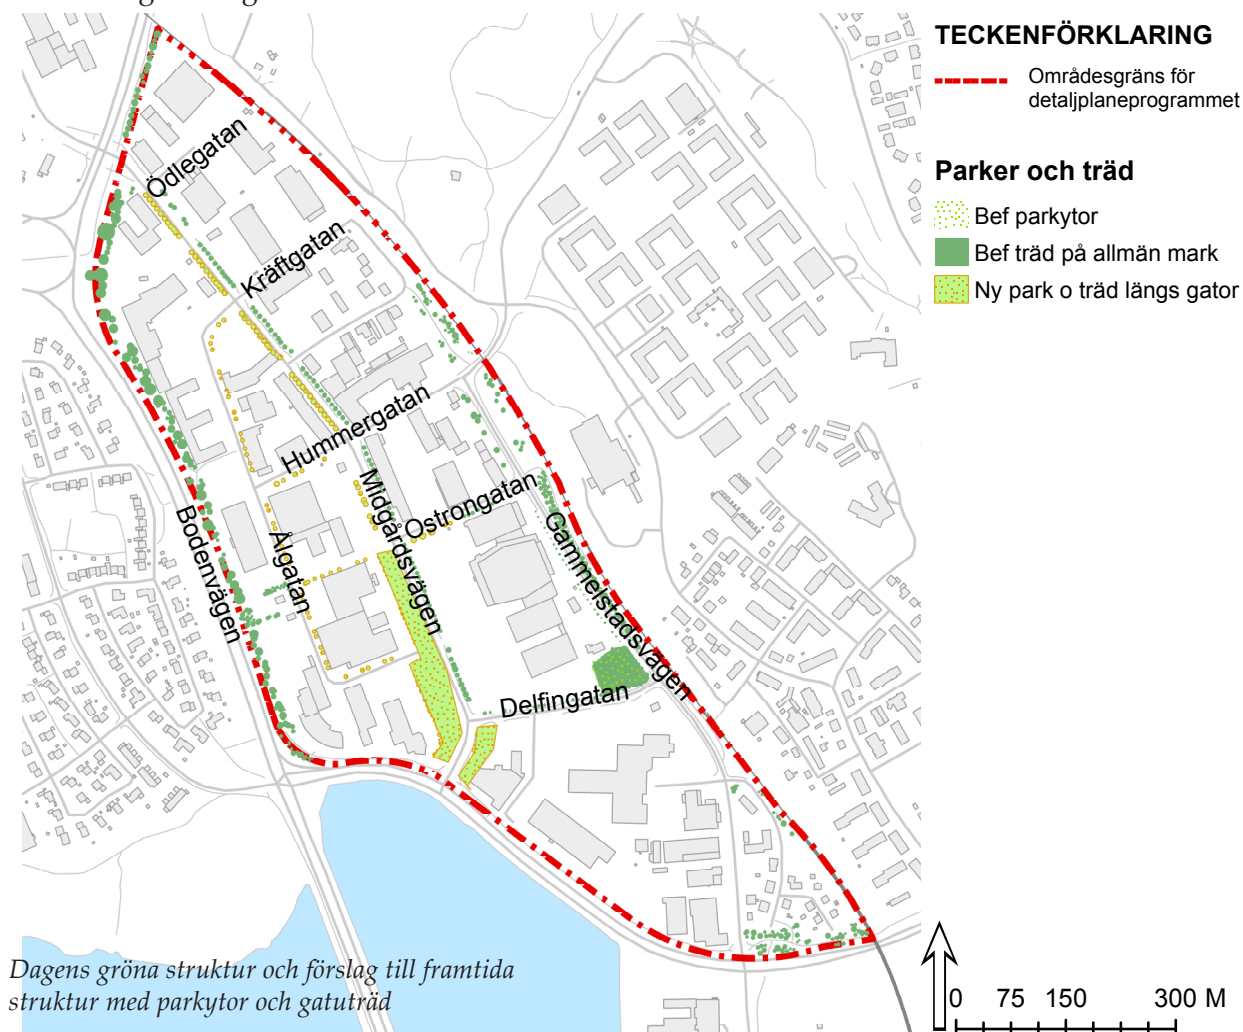 TECKENFÖRKLARING
Områdesgräns för
detaljplaneprogrammet
Parker och träd
Bef parkytor
Bef träd på allmän mark
Ny park o träd längs gator
Ödlegatan
Kräftgatan
Hummergatan
Midgårdsvägen
Ostrongatan
Gammelstadsvägen
Bodenvägen
Ålgatan
Delfingatan
Dagens gröna struktur och förslag till framtida
struktur med parkytor och gatuträd
0 75 150 300 M